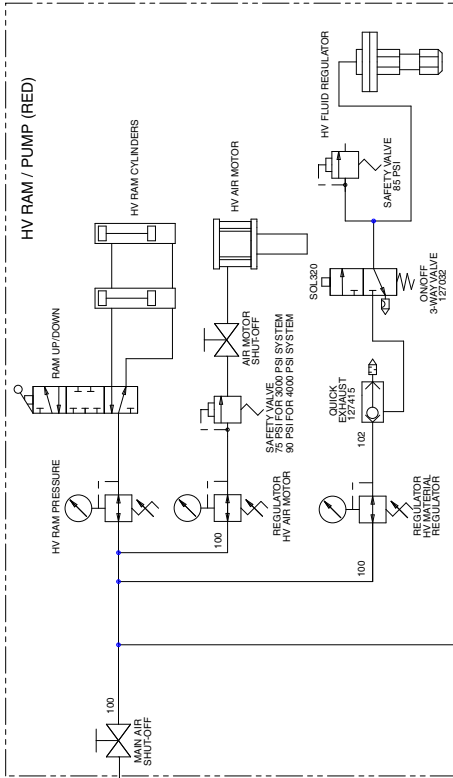 HV RAM / PUMP (RED)
RAM UP/DOWN
HV RAM CYLINDERS
HV RAM PRESSURE
HV AIR MOTOR
AIR MOTOR
SHUT-OFF
SAFETY VALVE
75 PSI FOR 3000 PSI SYSTEM
90 PSI FOR 4000 PSI SYSTEM
100
REGULATOR
HV AIR MOTOR
HV FLUID REGULATOR
SAFETY VALVE
85 PSI
SOL320
ON/OFF
3-WAY VALVE
127032
QUICK
EXHAUST
127415
102
100
REGULATOR
HV MATERIAL
REGULATOR
100
MAIN AIR
SHUT-OFF